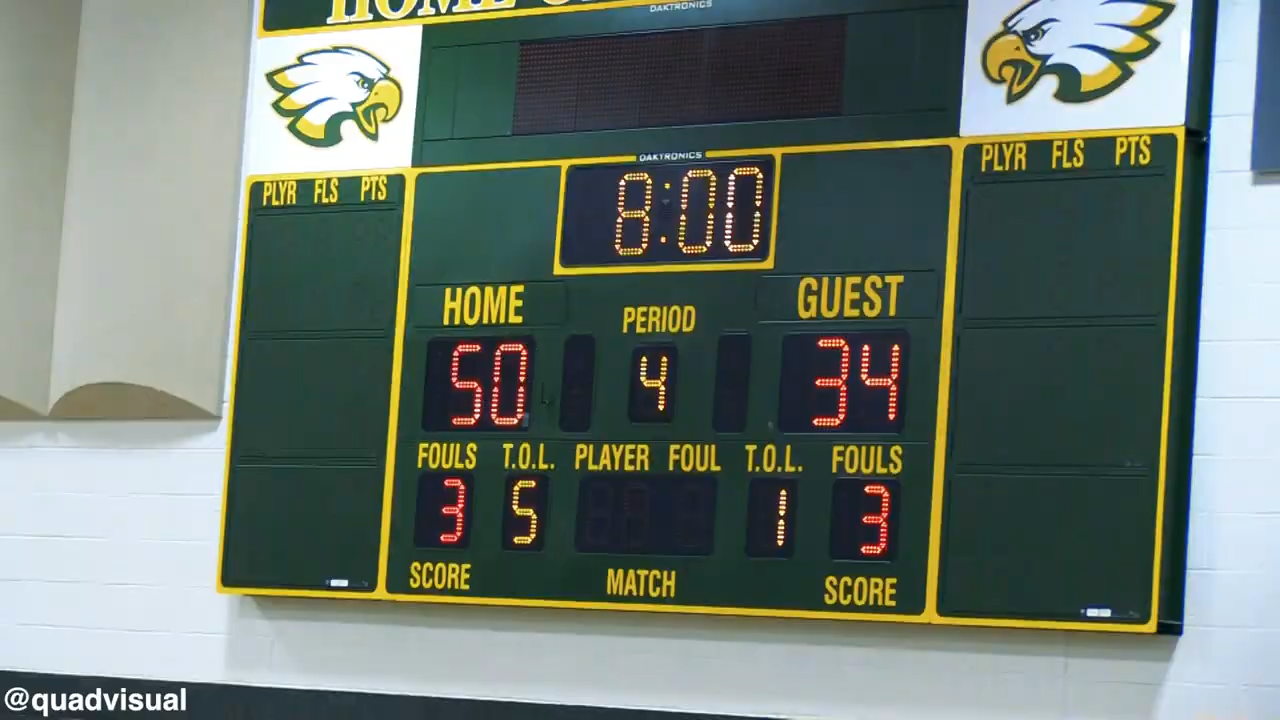 HOME
DAKTRONICS
DAKTRONICS
PLYR FLS PTS
PLYR FLS PTS
8:00
HOME
PERIOD
GUEST
50
4
34
FOULS T.O.L. PLAYER FOUL T.O.L. FOULS
3 5 1 3
SCORE MATCH SCORE
@quadvisual